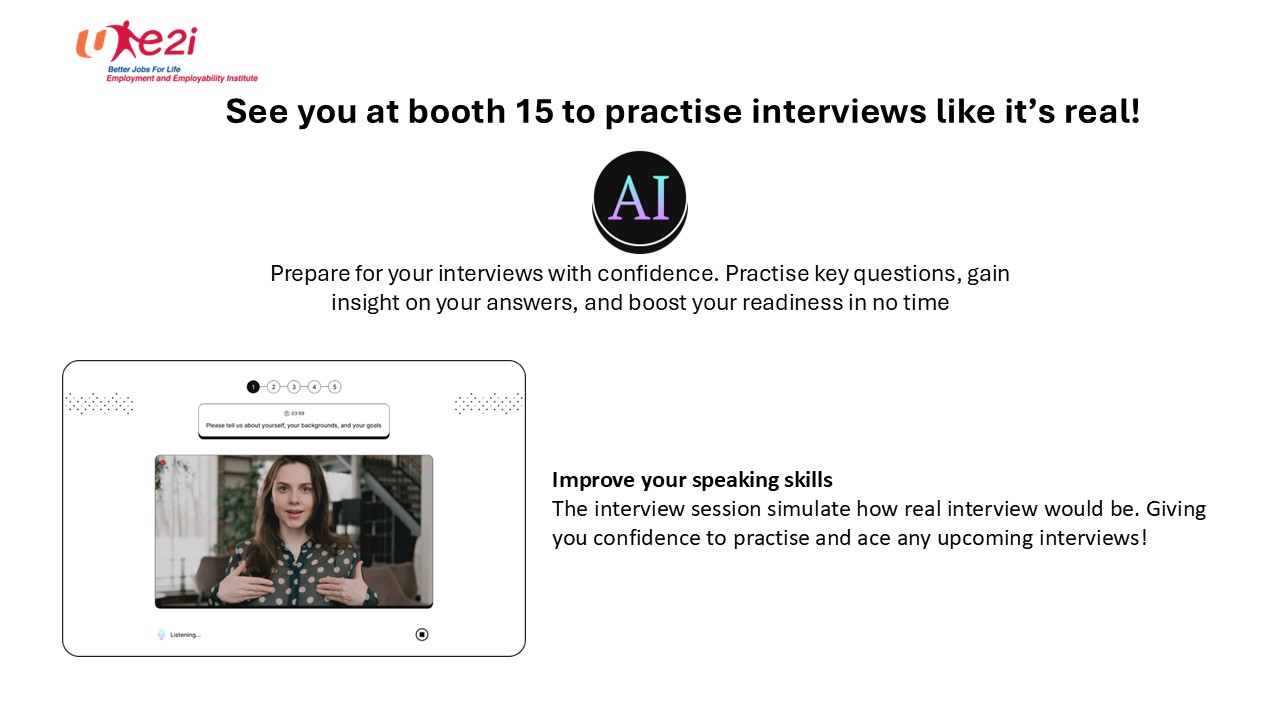 u e2i
Better Jobs For Life
Employment and Employability Institute
See you at booth 15 to practise interviews like it’s real!
AI
Prepare for your interviews with confidence. Practise key questions, gain
insight on your answers, and boost your readiness in no time
1 2 3 4 5
03:59
Please tell us about yourself, your backgrounds, and your goals
Listening...
Improve your speaking skills
The interview session simulate how real interview would be. Giving
you confidence to practise and ace any upcoming interviews!